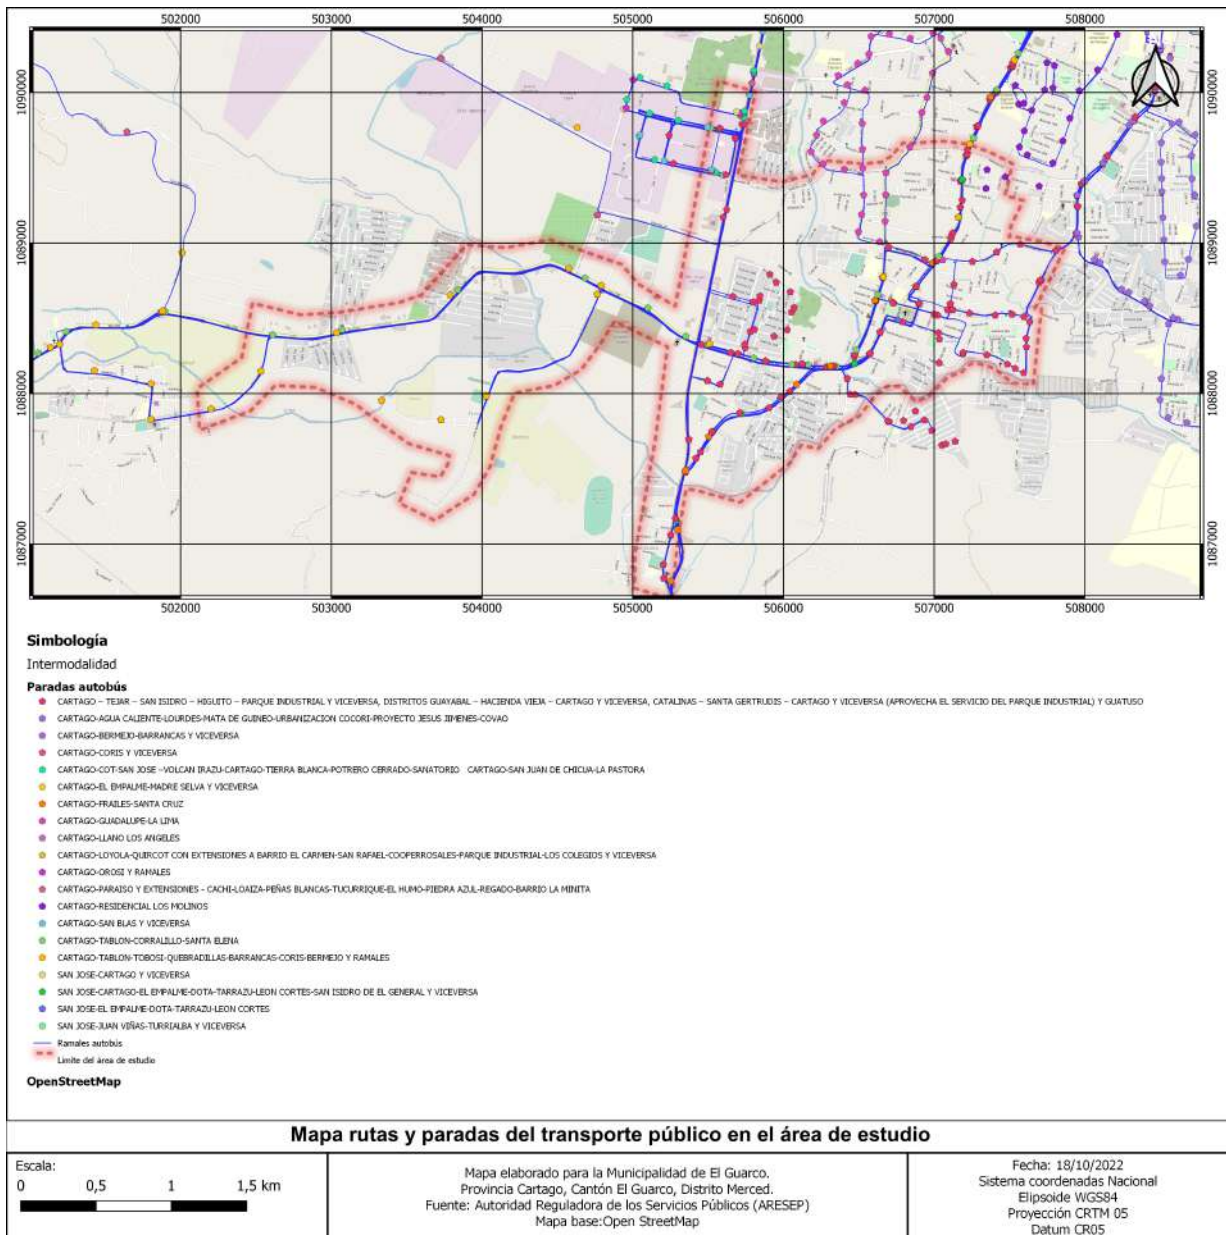 502000 503000 504000 505000 506000 507000 508000
1090000 1090000
1089000 1089000
1088000 1088000
1087000 1087000
502000 503000 504000 505000 506000 507000 508000
Simbología
Intermodalidad
Paradas autobús
CARTAGO – TEJAR – SAN ISIDRO – HIGUITO – PARQUE INDUSTRIAL Y VICEVERSA, DISTRITOS GUAYABAL – HACIENDA VIEJA – CARTAGO Y VICEVERSA, CATALINAS – SANTA GERTRUDIS – CARTAGO Y VICEVERSA (APROVECHA EL SERVICIO DEL PARQUE INDUSTRIAL) Y GUATUSO
CARTAGO-AGUA CALIENTE-LOURDES-MATA DE GUINEO-URBANIZACION COCORI-PROYECTO JESUS JIMENES-COVAO
CARTAGO-BERMEJO-BARRANCAS Y VICEVERSA
CARTAGO-CORIS Y VICEVERSA
CARTAGO-COT-SAN JOSE –VOLCAN IRAZU-CARTAGO-TIERRA BLANCA-POTRERO CERRADO-SANATORIO CARTAGO-SAN JUAN DE CHICUA-LA PASTORA
CARTAGO-EL EMPALME-MADRE SELVA Y VICEVERSA
CARTAGO-FRAILES-SANTA CRUZ
CARTAGO-GUADALUPE-LA LIMA
CARTAGO-LLANO LOS ANGELES
CARTAGO-LOYOLA-QUIRCOT CON EXTENSIONES A BARRIO EL CARMEN-SAN RAFAEL-COOPERROSALES-PARQUE INDUSTRIAL-LOS COLEGIOS Y VICEVERSA
CARTAGO-OROSI Y RAMALES
CARTAGO-PARAISO Y EXTENSIONES - CACHI-LOAIZA-PEÑAS BLANCAS-TUCURRIQUE-EL HUMO-PIEDRA AZUL-REGADO-BARRIO LA MINITA
CARTAGO-RESIDENCIAL LOS MOLINOS
CARTAGO-SAN BLAS Y VICEVERSA
CARTAGO-TABLON-CORRALILLO-SANTA ELENA
CARTAGO-TABLON-TOBOSI-QUEBRADILLAS-BARRANCAS-CORIS-BERMEJO Y RAMALES
SAN JOSE-CARTAGO Y VICEVERSA
SAN JOSE-CARTAGO-EL EMPALME-DOTA-TARRAZU-LEON CORTES-SAN ISIDRO DE EL GENERAL Y VICEVERSA
SAN JOSE-EL EMPALME-DOTA-TARRAZU-LEON CORTES
SAN JOSE-JUAN VIÑAS-TURRIALBA Y VICEVERSA
Ramales autobús
Limite del área de estudio
OpenStreetMap
Mapa rutas y paradas del transporte público en el área de estudio
Escala:
0 0,5 1 1,5 km
Mapa elaborado para la Municipalidad de El Guarco.
Provincia Cartago, Cantón El Guarco, Distrito Merced.
Fuente: Autoridad Reguladora de los Servicios Públicos (ARESEP)
Mapa base:Open StreetMap
Fecha: 18/10/2022
Sistema coordenadas Nacional
Elipsoide WGS84
Proyección CRTM 05
Datum CR05